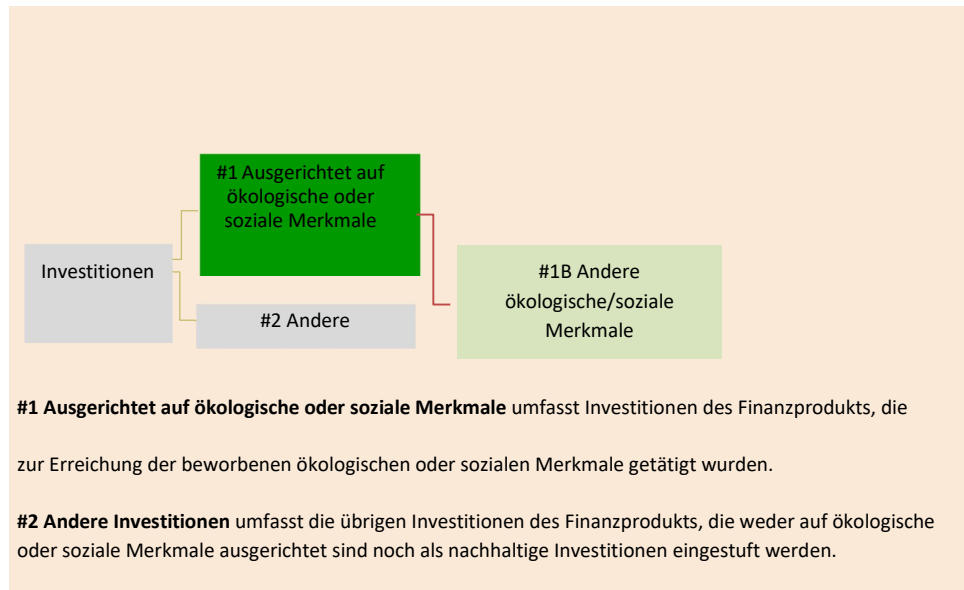 #1 Ausgerichtet auf
ökologische oder
soziale Merkmale
Investitionen
#1B Andere
ökologische/soziale
Merkmale
#2 Andere
#1 Ausgerichtet auf ökologische oder soziale Merkmale umfasst Investitionen des Finanzprodukts, die
zur Erreichung der beworbenen ökologischen oder sozialen Merkmale getätigt wurden.
#2 Andere Investitionen umfasst die übrigen Investitionen des Finanzprodukts, die weder auf ökologische
oder soziale Merkmale ausgerichtet sind noch als nachhaltige Investitionen eingestuft werden.